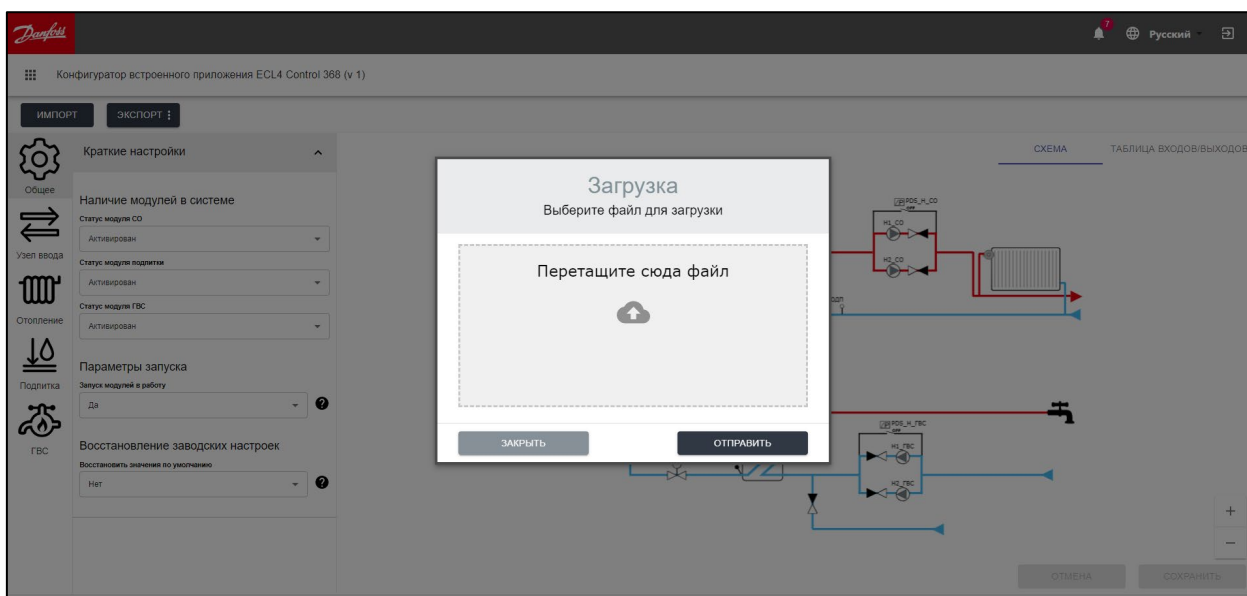 Danfoss
7
Русский
Конфигуратор встроенного приложения ECL4 Control 368 (v 1)
ИМПОРТ
ЭКСПОРТ
Общее
Узел ввода
Отопление
Подпитка
ГВС
Краткие настройки
Наличие модулей в системе
Статус модуля СО
Активирован
Статус модуля подпитки
Активирован
Статус модуля ГВС
Активирован
Параметры запуска
Запуск модулей в работу
Да
Восстановление заводских настроек
Восстановить значения по умолчанию
Нет
СХЕМА
ТАБЛИЦА ВХОДОВ/ВЫХОДОВ
Загрузка
Выберите файл для загрузки
Перетащите сюда файл
ЗАКРЫТЬ
ОТПРАВИТЬ
PDS_H_CO
H1_CO
H2_CO
PDS_H_ГВС
H1_ГВС
H2_ГВС
ОТМЕНА
СОХРАНИТЬ